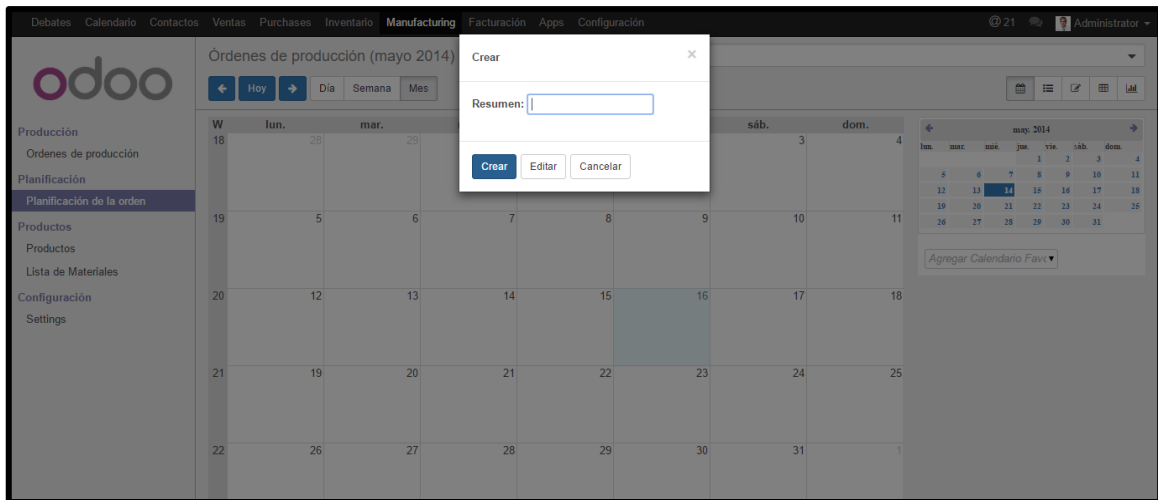 Debates Calendario Contactos Ventas Purchases Inventario Manufacturing Facturación Apps Configuración @ 21 Administrator
odoo
Órdenes de producción (mayo 2014)
Hoy Día Semana Mes
Crear ×
Resumen:
Crear Editar Cancelar
Producción
Ordenes de producción
Planificación
Planificación de la orden
Productos
Productos
Lista de Materiales
Configuración
Settings
W lun. mar. sáb. dom.
18 28 29 3 4
19 5 6 7 8 9 10 11
20 12 13 14 15 16 17 18
21 19 20 21 22 23 24 25
22 26 27 28 29 30 31 1
may. 2014
lun. mar. mié. jue. vie. sáb. dom.
1 2 3 4
5 6 7 8 9 10 11
12 13 14 15 16 17 18
19 20 21 22 23 24 25
26 27 28 29 30 31
Agregar Calendario Favc